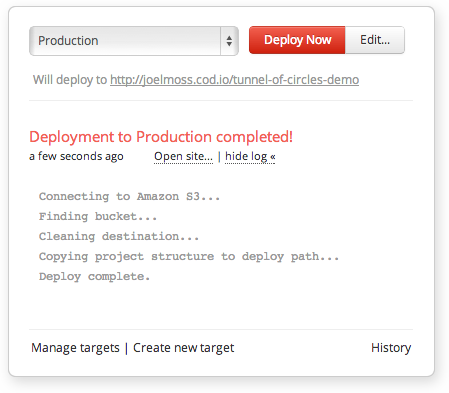 Production Deploy Now Edit...
Will deploy to http://joelmoss.cod.io/tunnel-of-circles-demo
Deployment to Production completed!
a few seconds ago Open site... | hide log «
Connecting to Amazon S3...
Finding bucket...
Cleaning destination...
Copying project structure to deploy path...
Deploy complete.
Manage targets | Create new target History